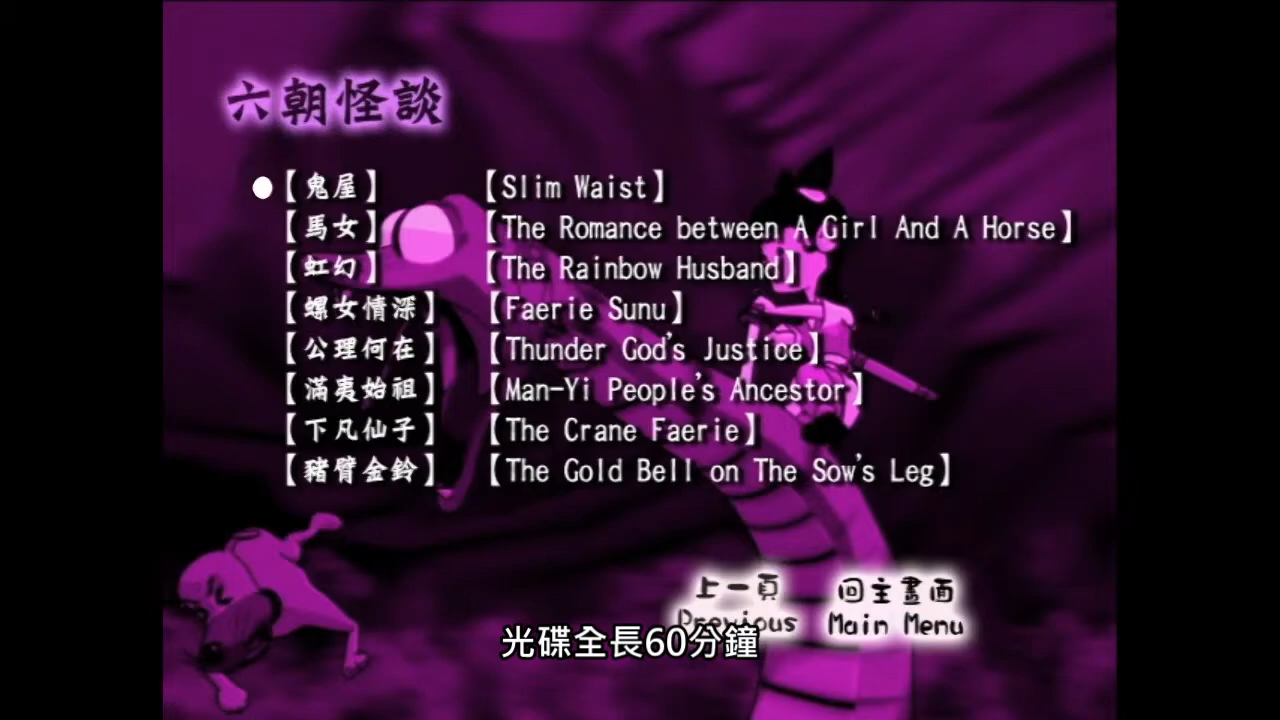 六朝怪談
【鬼屋】 【Slim Waist】
【馬女】 【The Romance between A Girl And A Horse】
【虹幻】 【The Rainbow Husband】
【螺女情深】 【Faerie Sunu】
【公理何在】 【Thunder God's Justice】
【滿夷始祖】 【Man-Yi People's Ancestor】
【下凡仙子】 【The Crane Faerie】
【豬臂金鈴】 【The Gold Bell on The Sow's Leg】
上一頁 回主畫面
Previous Main Menu
光碟全長60分鐘